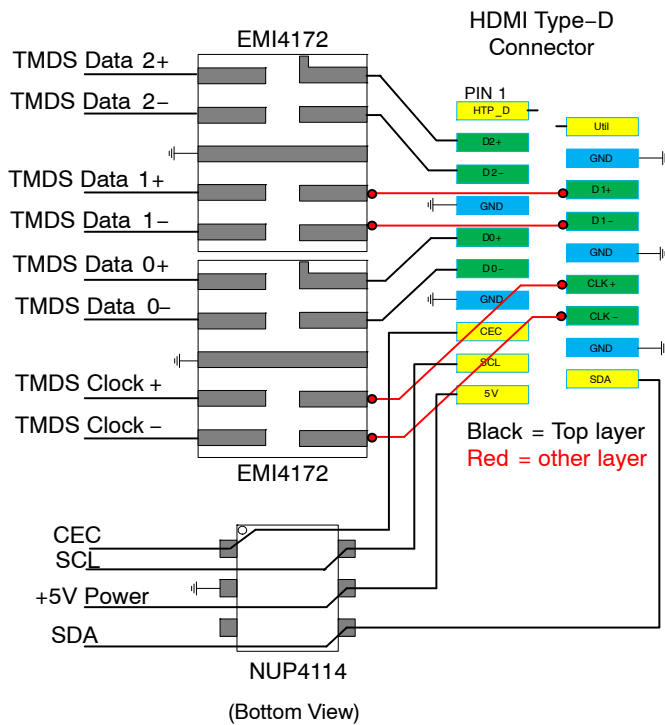 EMI4172
HDMI Type–D
Connector
TMDS Data 2+
TMDS Data 2–
TMDS Data 1+
TMDS Data 1–
TMDS Data 0+
TMDS Data 0–
TMDS Clock +
TMDS Clock –
EMI4172
PIN 1
HTP_D
D2+
D2–
GND
D0+
D0–
GND
CEC
SCL
5V
Util
GND
D1+
D1–
GND
CLK+
CLK–
GND
SDA
Black = Top layer
Red = other layer
CEC
SCL
+5V Power
SDA
NUP4114
(Bottom View)